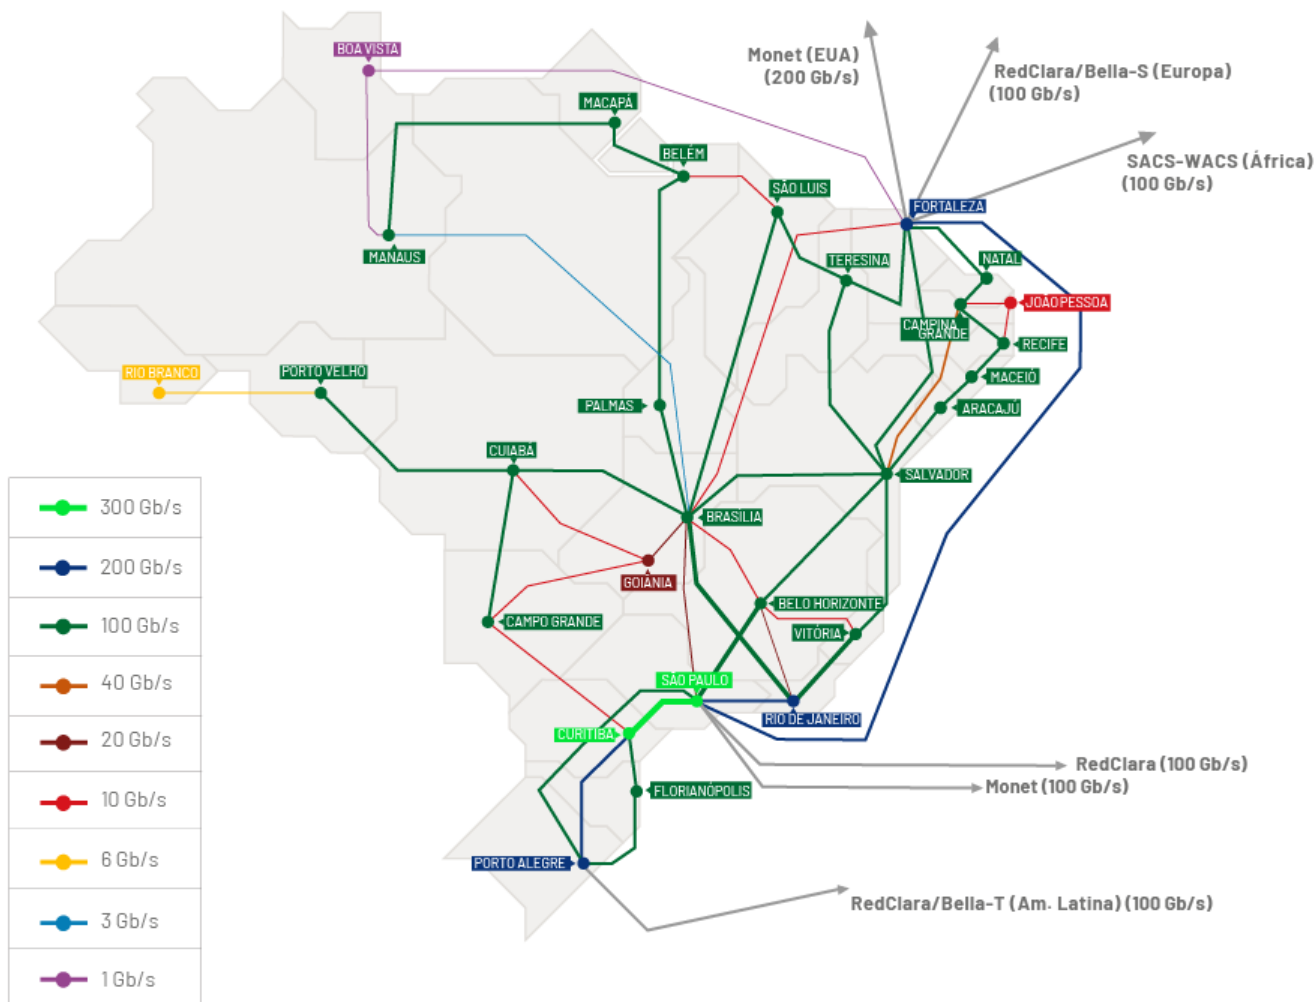 BOA VISTA
Monet (EUA)
(200 Gb/s)
RedClara/Bella-S (Europa)
(100 Gb/s)
MACAPÁ
BELÉM
SACS-WACS (África)
(100 Gb/s)
SÃO LUIS
FORTALEZA
MANAUS
TERESINA
NATAL
JOÃO PESSOA
CAMPINA
GRANDE
RECIFE
RIO BRANCO
PORTO VELHO
MACEIÓ
PALMAS
ARACAJÚ
CUIABÁ
SALVADOR
BRASÍLIA
GOIÂNIA
BELO HORIZONTE
CAMPO GRANDE
VITÓRIA
SÃO PAULO
RIO DE JANEIRO
CURITIBA
RedClara (100 Gb/s)
Monet (100 Gb/s)
FLORIANÓPOLIS
PORTO ALEGRE
RedClara/Bella-T (Am. Latina) (100 Gb/s)
300 Gb/s
200 Gb/s
100 Gb/s
40 Gb/s
20 Gb/s
10 Gb/s
6 Gb/s
3 Gb/s
1 Gb/s